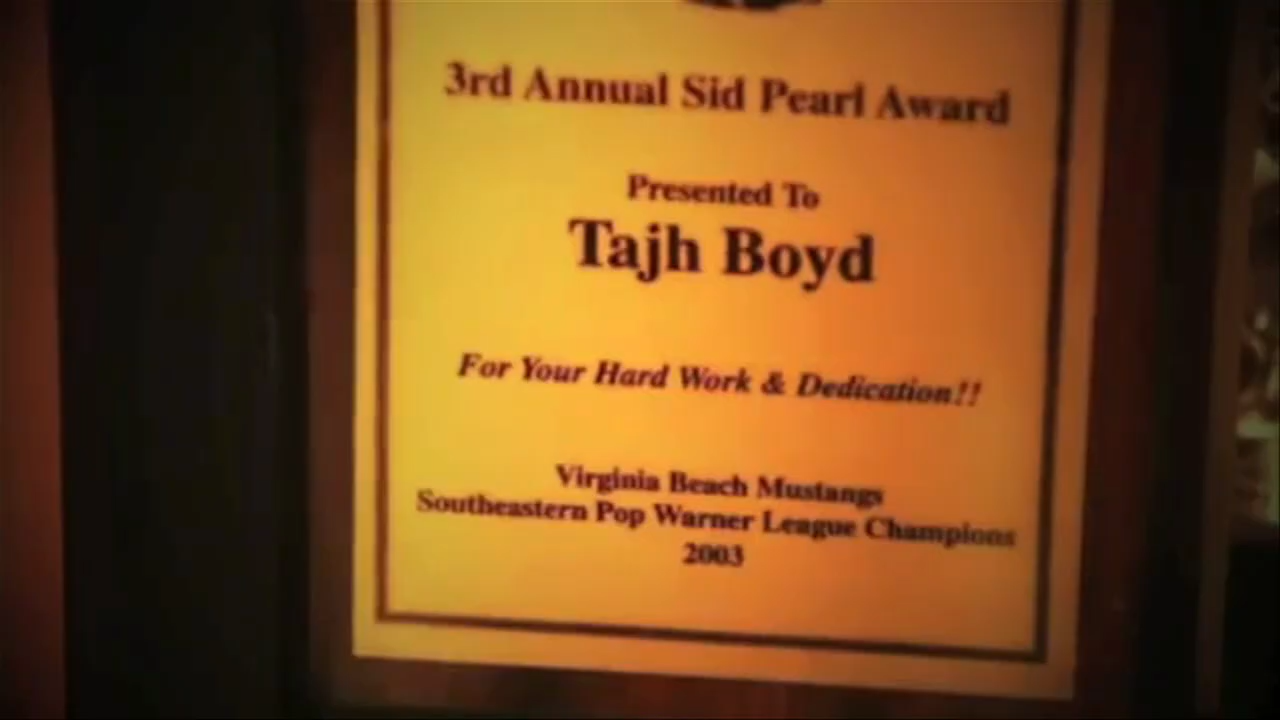 3rd Annual Sid Pearl Award
Presented To
Tajh Boyd
For Your Hard Work & Dedication!!
Virginia Beach Mustangs
Southeastern Pop Warner League Champions
2003